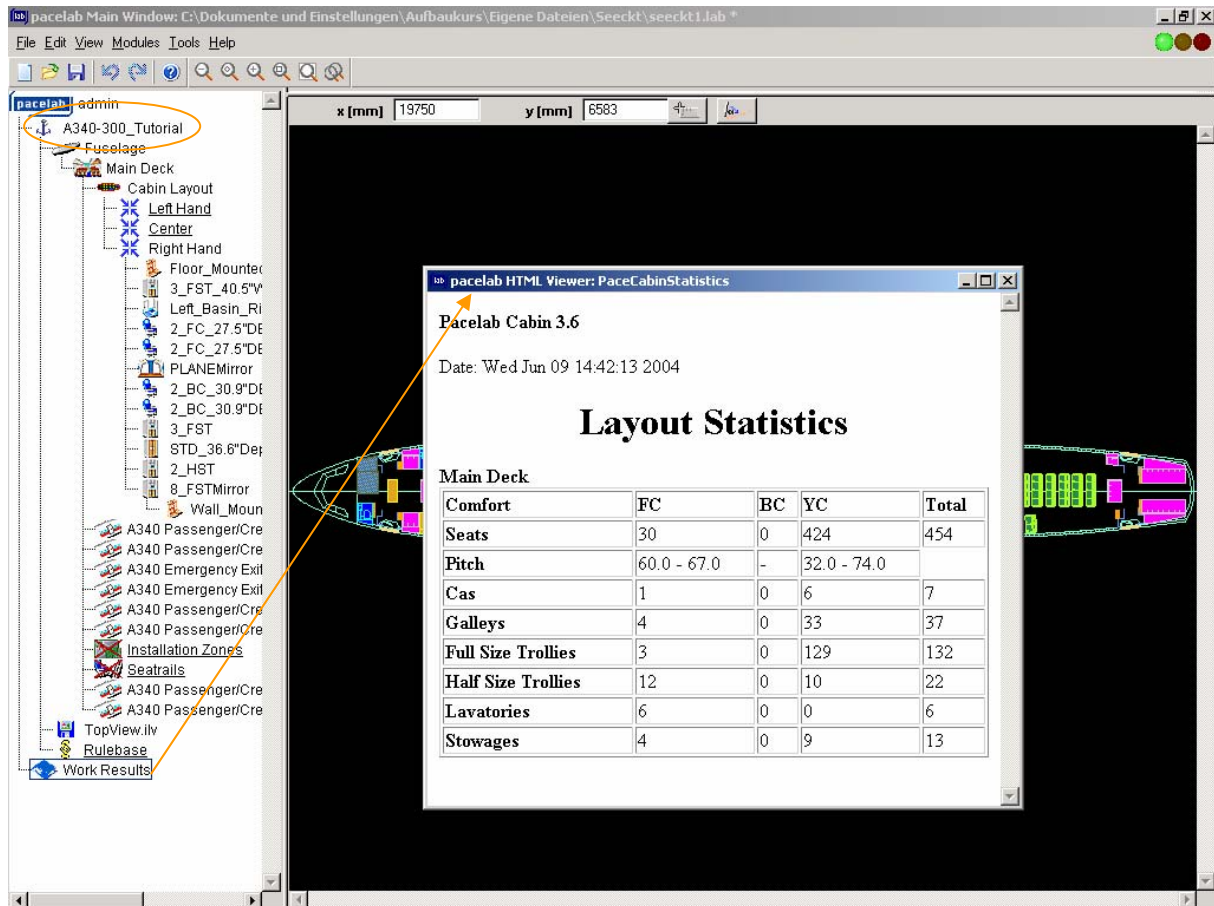 pacelab Main Window: C:\Dokumente und Einstellungen\Aufbaukurs\Eigene Dateien\Seeckt\seeckt1.lab *
File Edit View Modules Tools Help
pacelab admin
A340-300_Tutorial
Fuselage
Main Deck
Cabin Layout
Left Hand
Center
Right Hand
Floor_Mounted
3_FST_40.5"W
Left_Basin_Ri
2_FC_27.5"DE
2_FC_27.5"DE
PLANEMirror
2_BC_30.9"DE
2_BC_30.9"DE
3_FST
STD_36.6"Dep
2_HST
8_FSTMirror
Wall_Moun
A340 Passenger/Cre
A340 Passenger/Cre
A340 Emergency Exit
A340 Emergency Exit
A340 Passenger/Cre
A340 Passenger/Cre
Installation Zones
Seatrails
A340 Passenger/Cre
A340 Passenger/Cre
TopView.ilv
Rulebase
Work Results
x [mm] 19750 y [mm] 6583
pacelab HTML Viewer: PaceCabinStatistics
Pacelab Cabin 3.6
Date: Wed Jun 09 14:42:13 2004
Layout Statistics
Main Deck
Comfort FC BC YC Total
Seats 30 0 424 454
Pitch 60.0 - 67.0 - 32.0 - 74.0
Cas 1 0 6 7
Galleys 4 0 33 37
Full Size Trollies 3 0 129 132
Half Size Trollies 12 0 10 22
Lavatories 6 0 0 6
Stowages 4 0 9 13